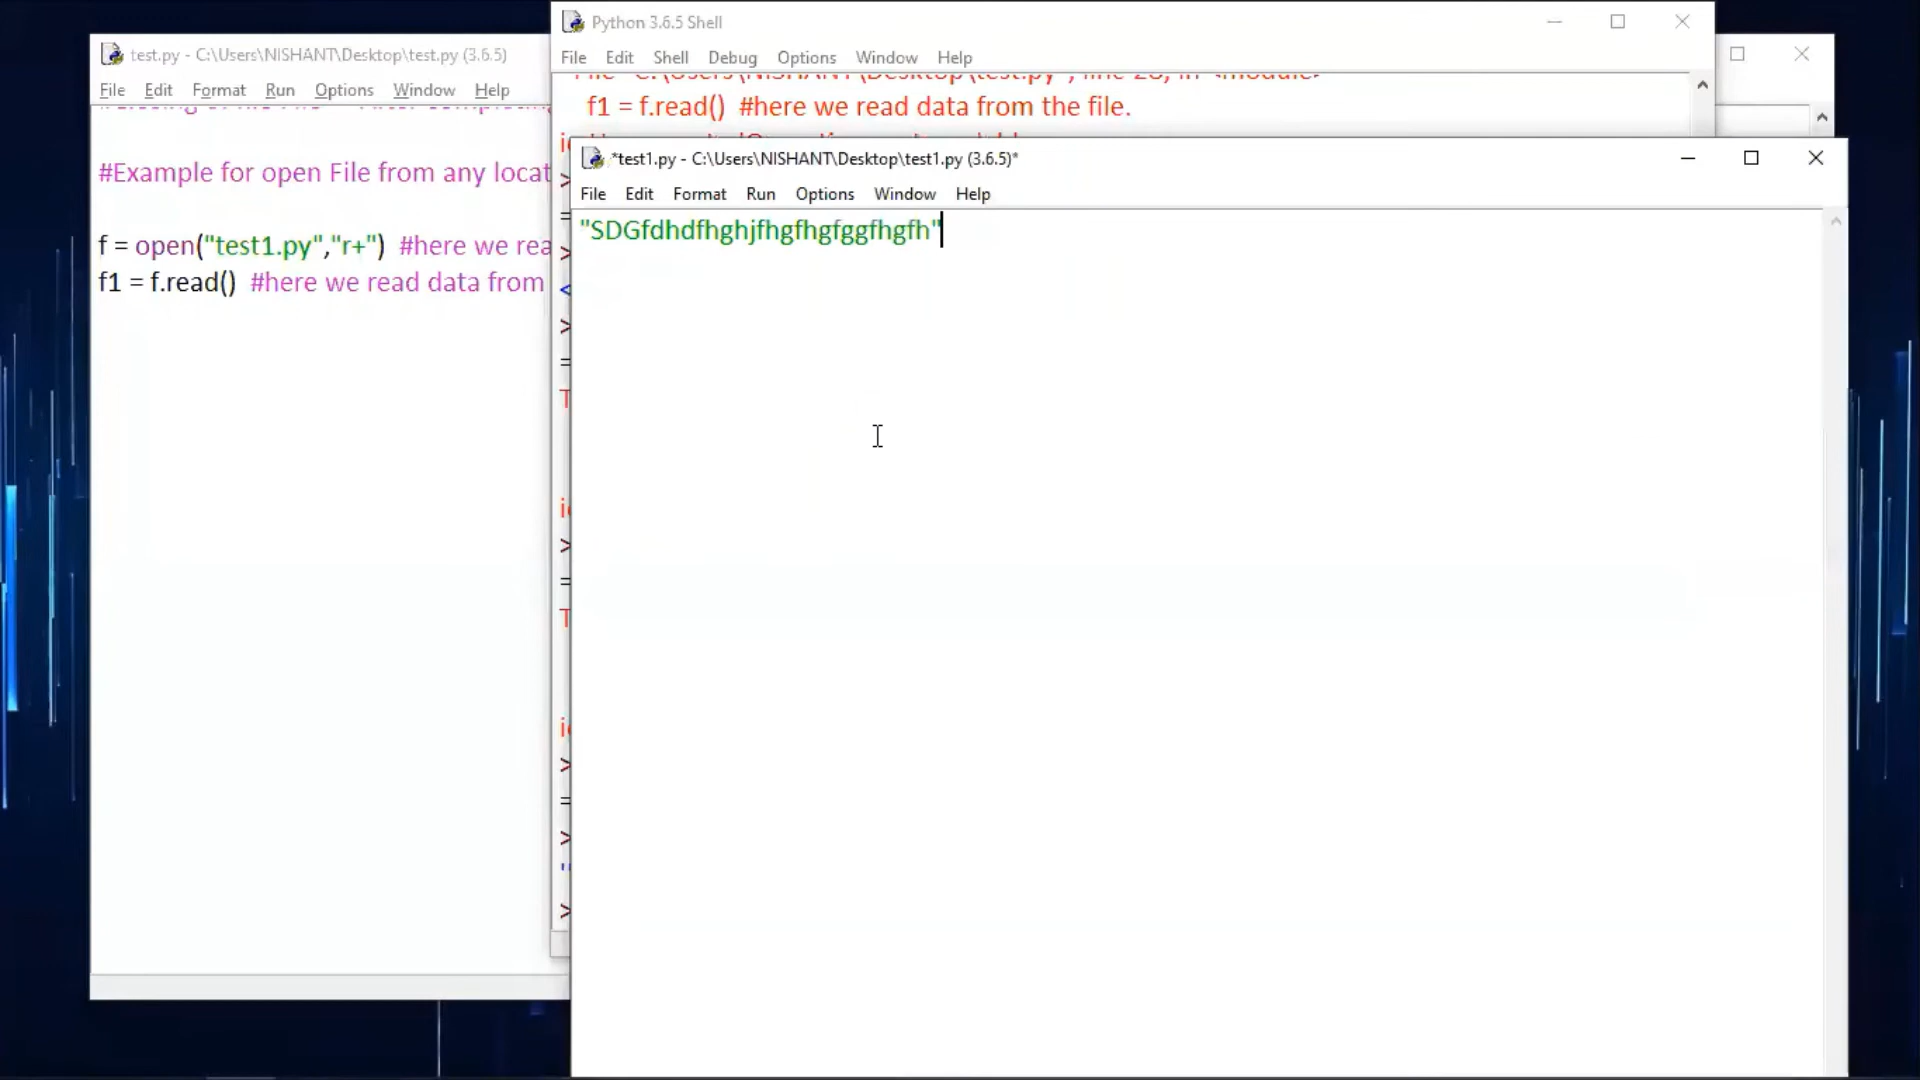 Python 3.6.5 Shell
File Edit Shell Debug Options Window Help
f1 = f.read() #here we read data from the file.
test.py - C:\Users\NISHANT\Desktop\test.py (3.6.5)
File Edit Format Run Options Window Help
#Example for open File from any locat
f = open("test1.py","r+") #here we rea
f1 = f.read() #here we read data from
*test1.py - C:\Users\NISHANT\Desktop\test1.py (3.6.5)*
File Edit Format Run Options Window Help
"SDGfdhdfhghjfhgfhgfggfhgfh"